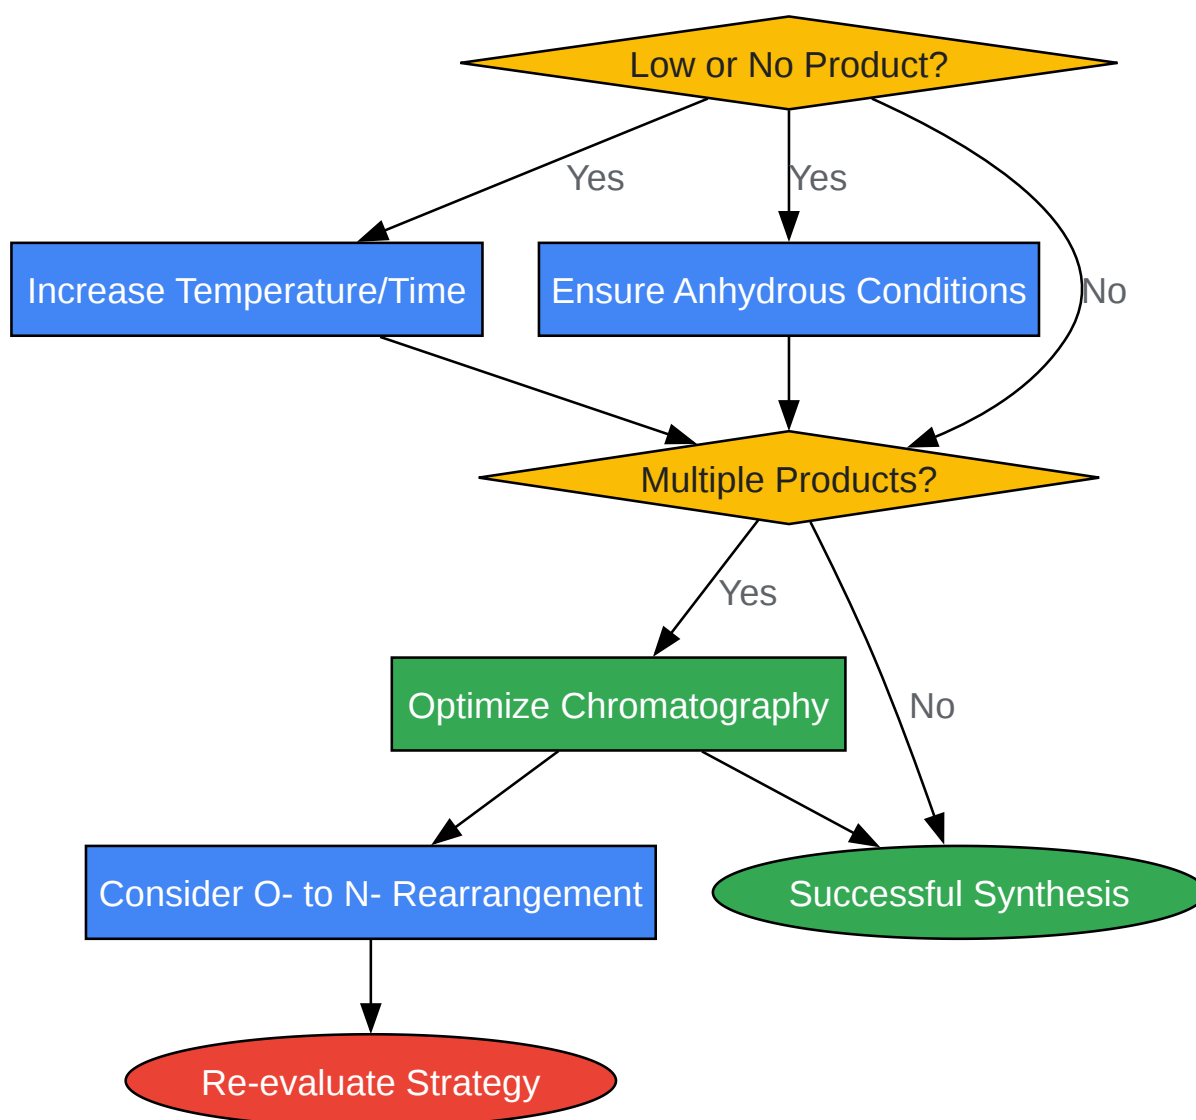 Low or No Product?
Yes
Yes
Increase Temperature/Time
Ensure Anhydrous Conditions
No
Multiple Products?
Yes
Optimize Chromatography
No
Consider O- to N- Rearrangement
Successful Synthesis
Re-evaluate Strategy